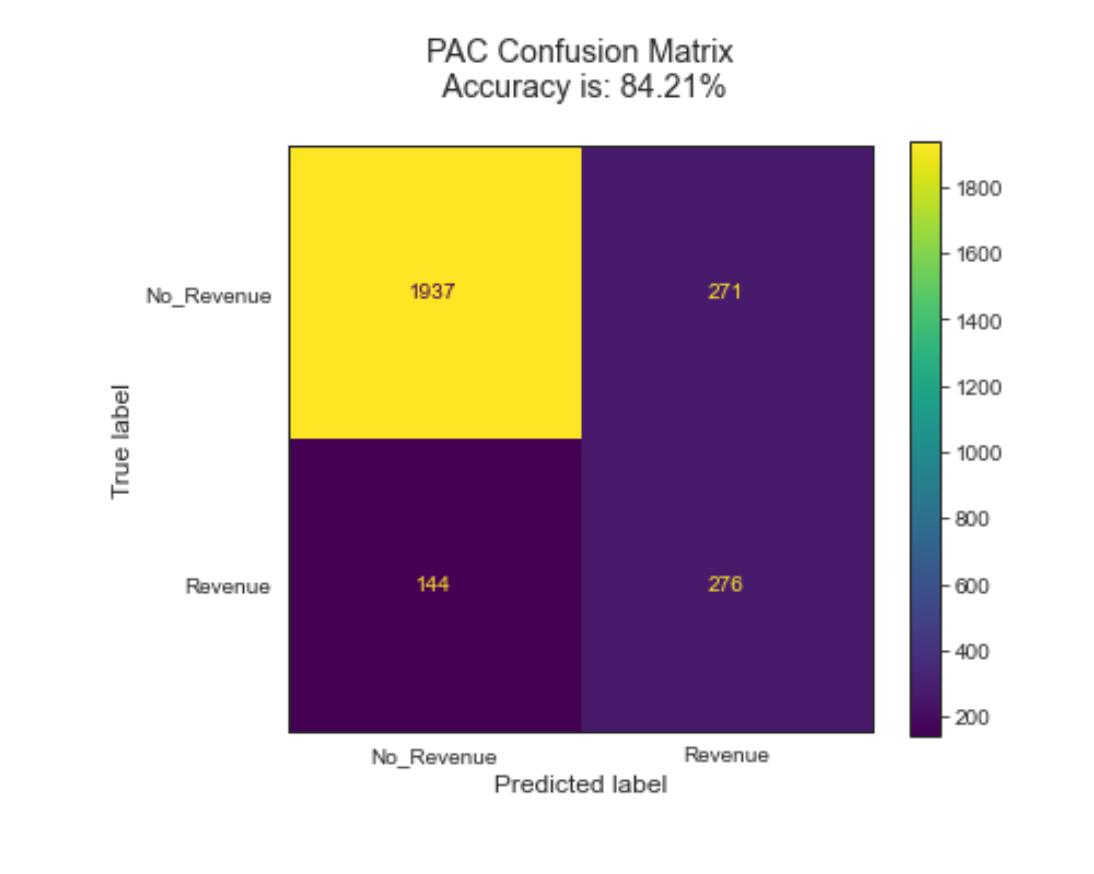 PAC Confusion Matrix
Accuracy is: 84.21%
1800
No_Revenue 1937 271
1600
1400
1200
True label
1000
800
Revenue 144 276
600
400
200
No_Revenue Revenue
Predicted label